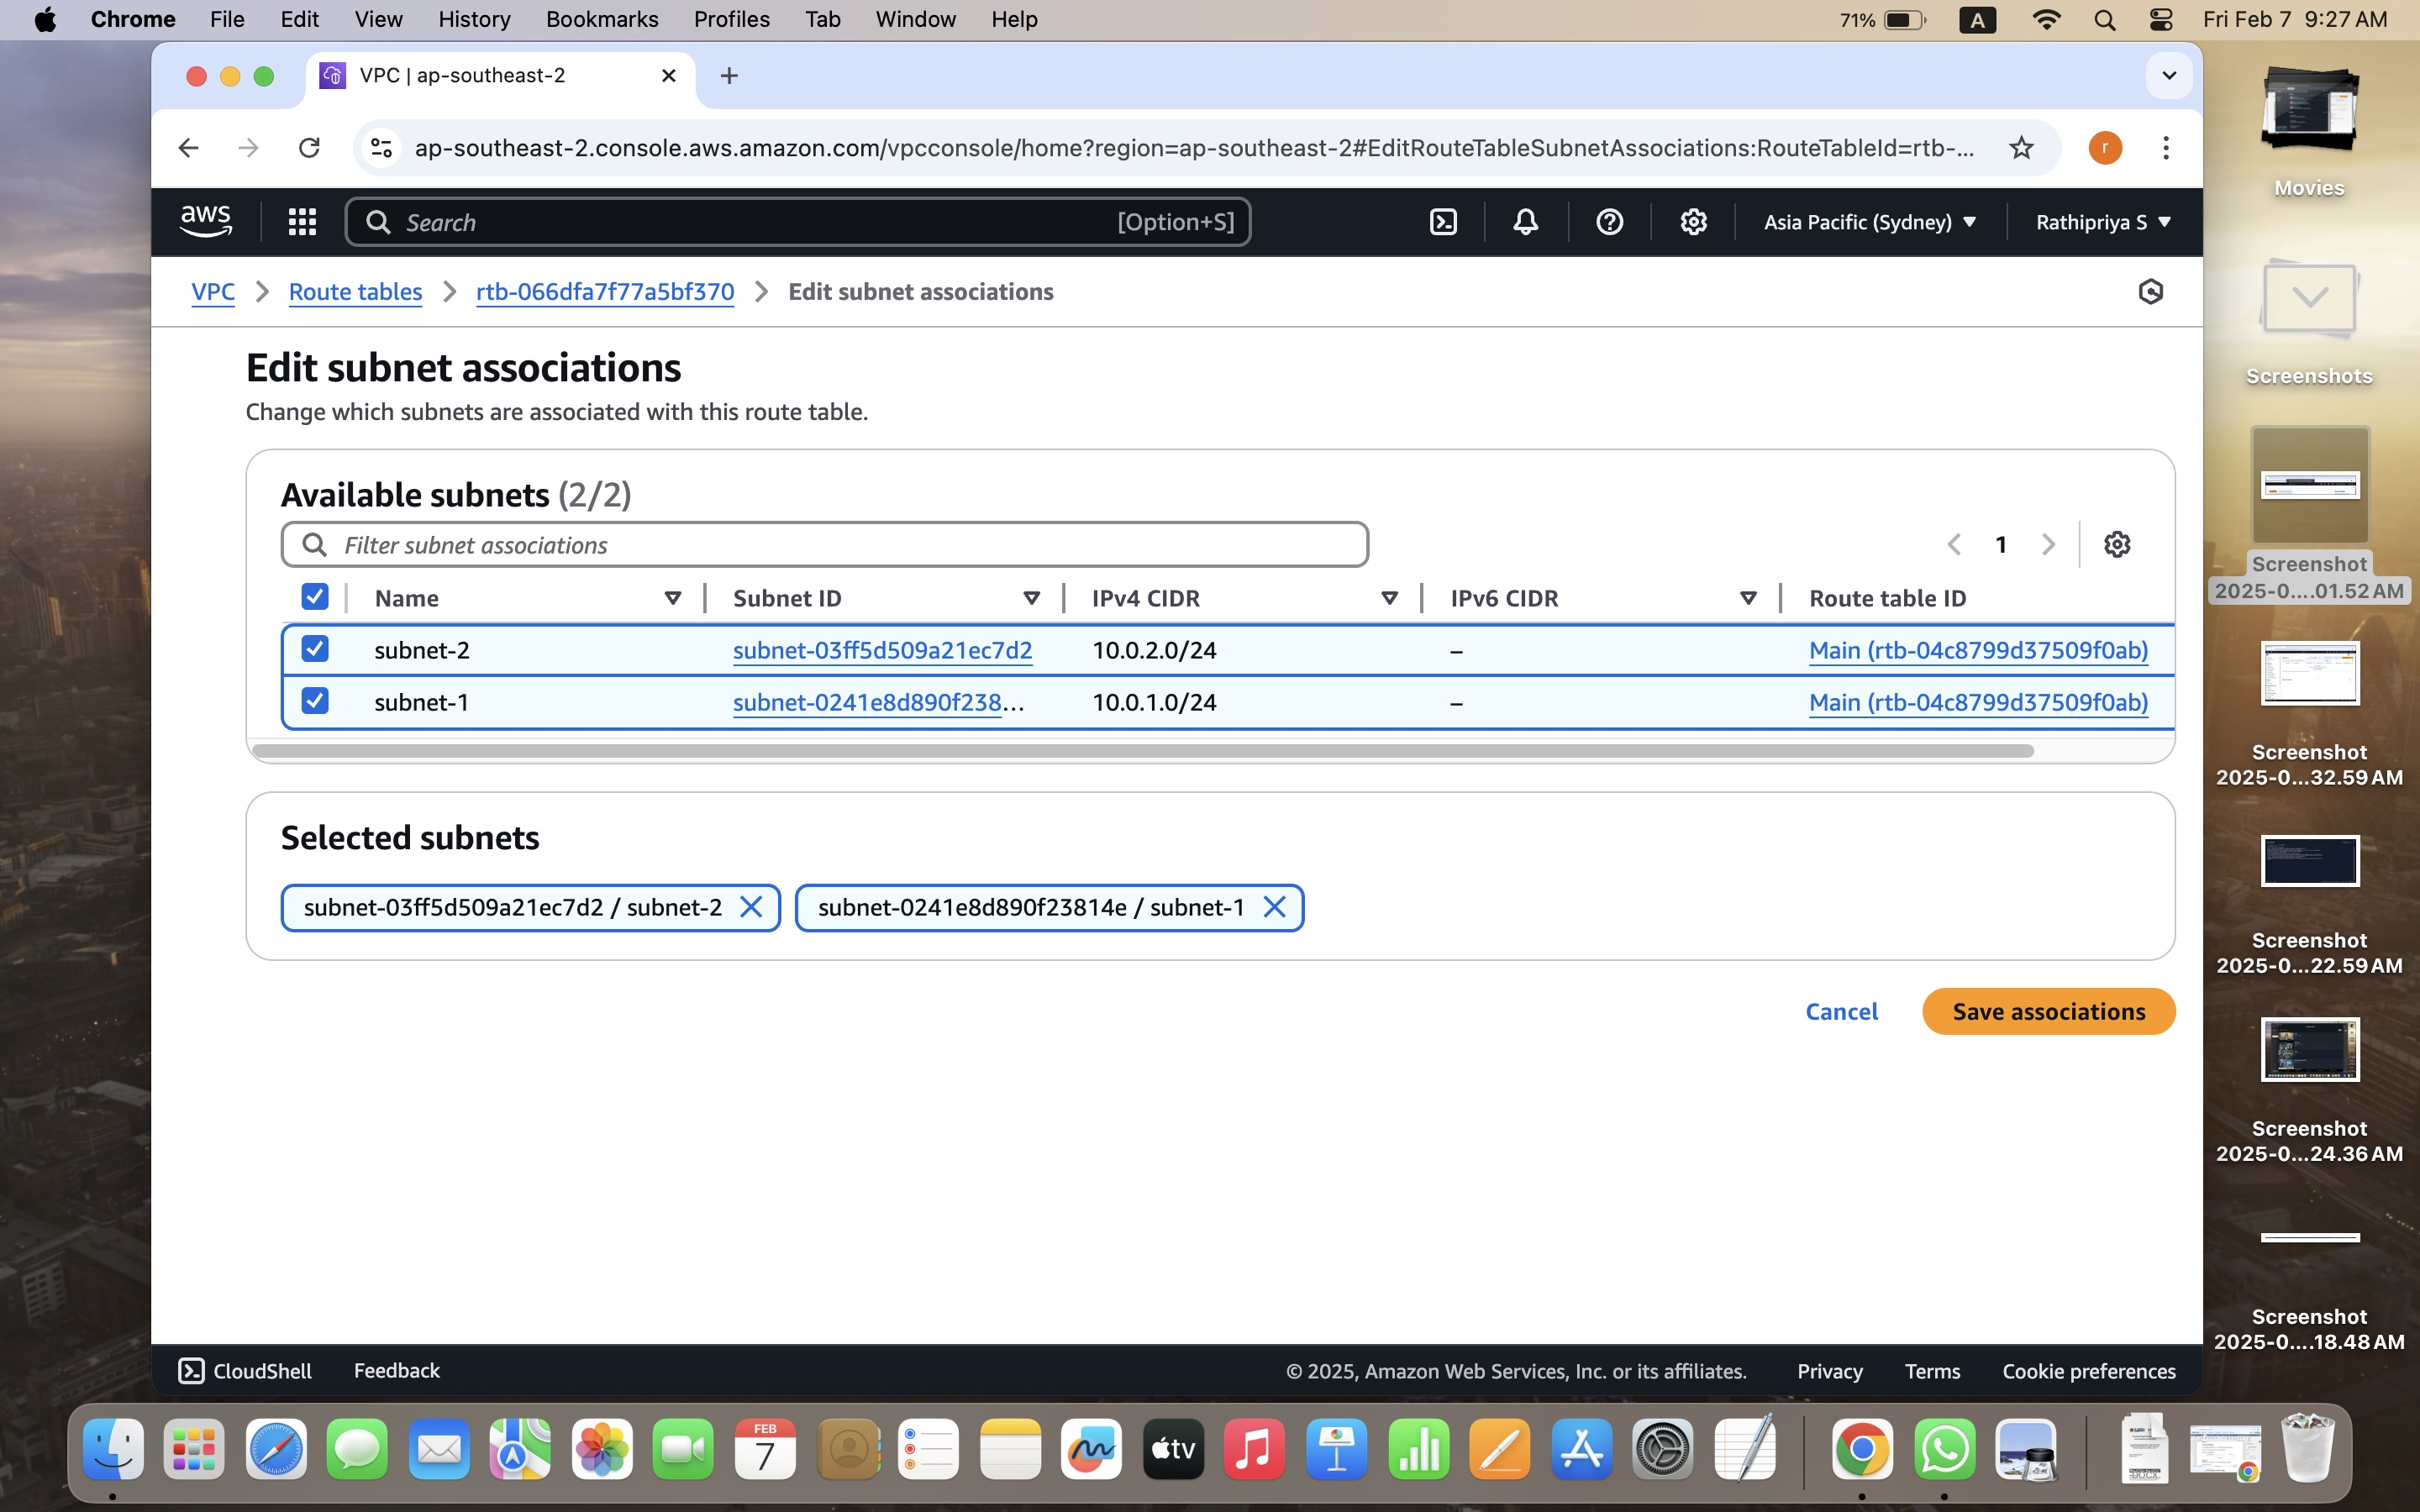 Chrome File Edit View History Bookmarks Profiles Tab Window Help 71% A Fri Feb 7 9:27 AM
VPC | ap-southeast-2
ap-southeast-2.console.aws.amazon.com/vpcconsole/home?region=ap-southeast-2#EditRouteTableSubnetAssociations:RouteTableId=rtb-... r
aws Search [Option+S] Asia Pacific (Sydney) Rathipriya S
VPC Route tables rtb-066dfa7f77a5bf370 Edit subnet associations
Edit subnet associations
Change which subnets are associated with this route table.
Available subnets (2/2)
Filter subnet associations 1
Name Subnet ID IPv4 CIDR IPv6 CIDR Route table ID
subnet-2 subnet-03ff5d509a21ec7d2 10.0.2.0/24 – Main (rtb-04c8799d37509f0ab)
subnet-1 subnet-0241e8d890f238... 10.0.1.0/24 – Main (rtb-04c8799d37509f0ab)
Selected subnets
subnet-03ff5d509a21ec7d2 / subnet-2 subnet-0241e8d890f23814e / subnet-1
Cancel Save associations
CloudShell Feedback © 2025, Amazon Web Services, Inc. or its affiliates. Privacy Terms Cookie preferences
Movies
Screenshots
Screenshot
2025-0....01.52 AM
Screenshot
2025-0...32.59 AM
Screenshot
2025-0...22.59 AM
Screenshot
2025-0...24.36 AM
Screenshot
2025-0....18.48 AM
FEB
7
tv
DOCX